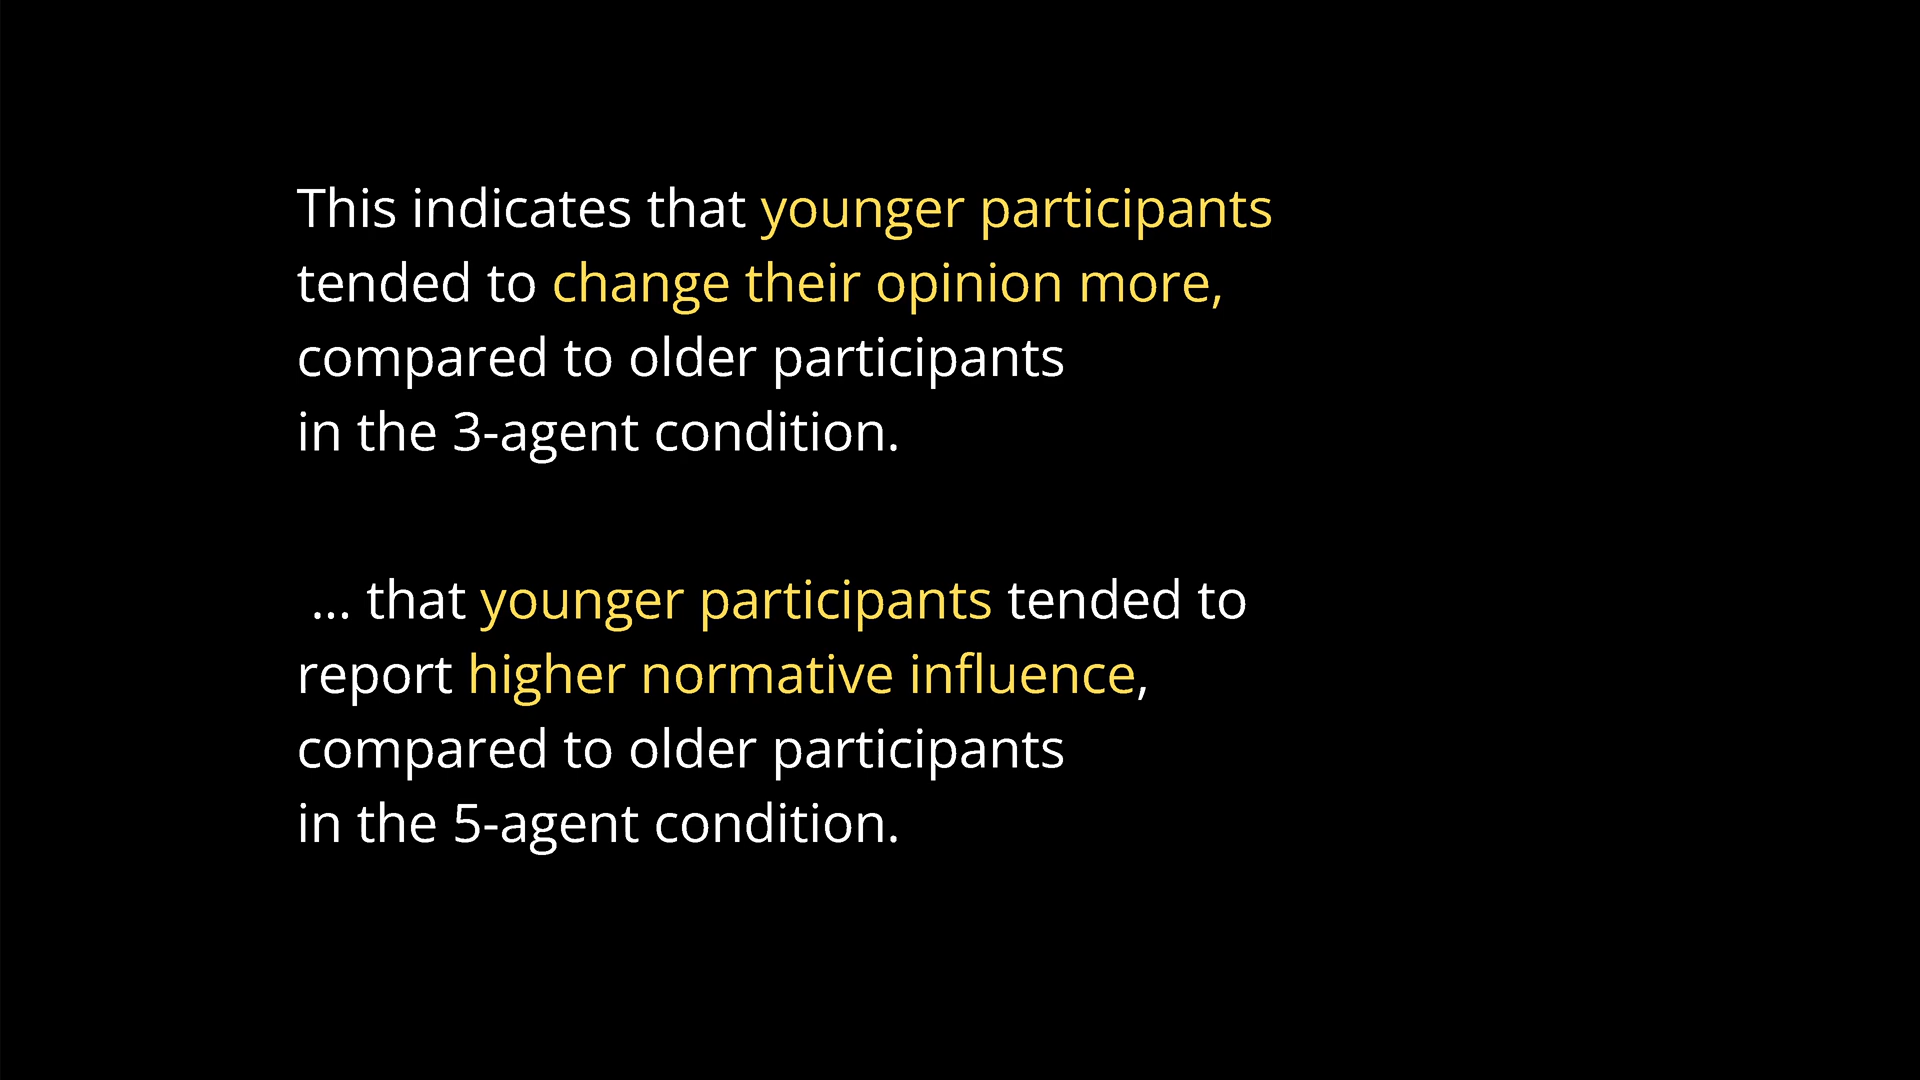 This indicates that younger participants
tended to change their opinion more,
compared to older participants
in the 3-agent condition.
... that younger participants tended to
report higher normative influence,
compared to older participants
in the 5-agent condition.